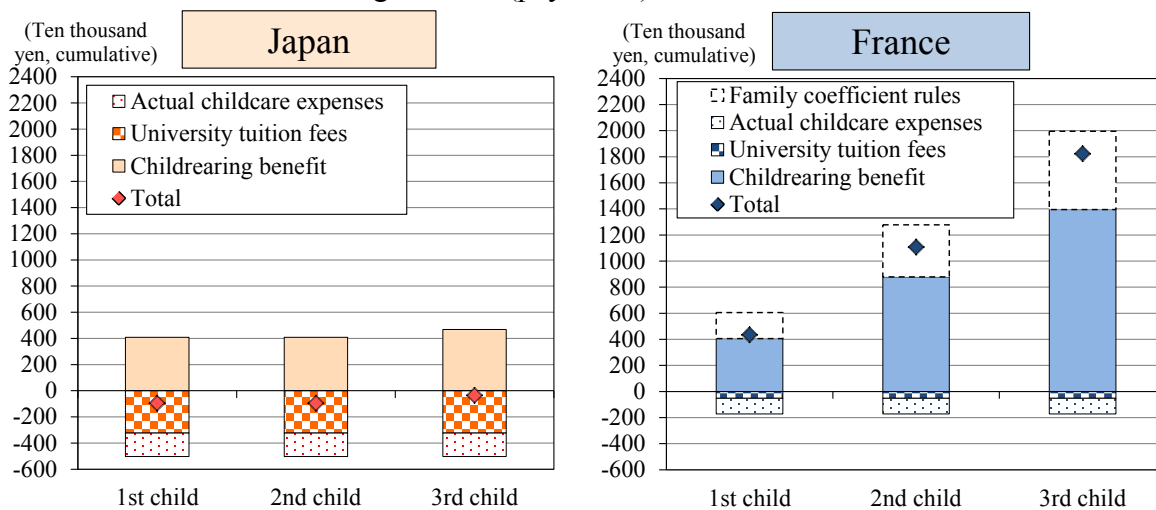 (Ten thousand
yen, cumulative)
Japan
2400
2200
2000
1800
1600
1400
1200
1000
800
600
400
200
0
-200
-400
-600
Actual childcare expenses
University tuition fees
Childrearing benefit
Total
1st child 2nd child 3rd child
(Ten thousand
yen, cumulative)
France
2400
2200
2000
1800
1600
1400
1200
1000
800
600
400
200
0
-200
-400
-600
Family coefficient rules
Actual childcare expenses
University tuition fees
Childrearing benefit
Total
1st child 2nd child 3rd child